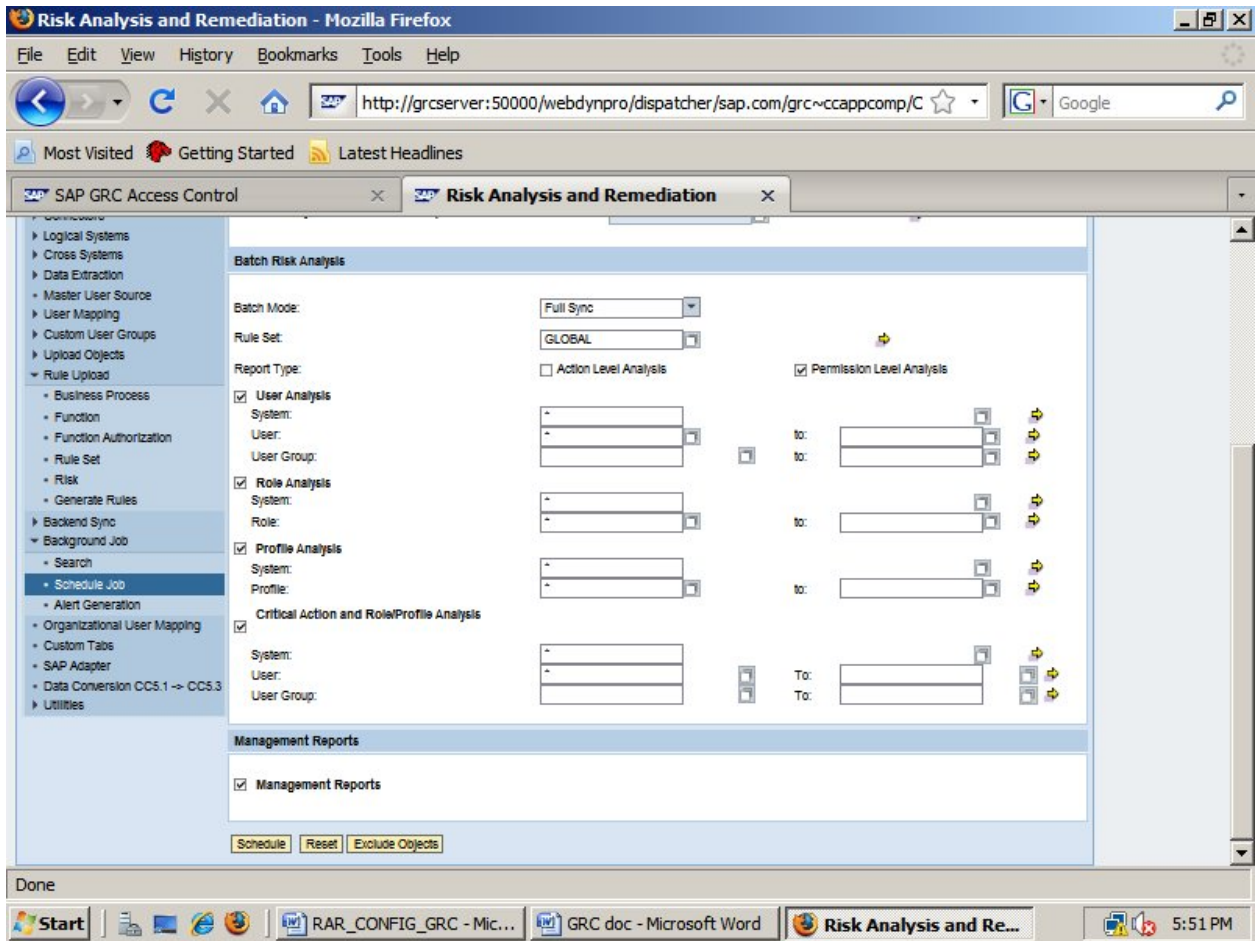 Risk Analysis and Remediation - Mozilla Firefox
File Edit View History Bookmarks Tools Help
http://grcserver:50000/webdynpro/dispatcher/sap.com/grc~ccappcomp/C
G Google
Most Visited Getting Started Latest Headlines
SAP GRC Access Control
Risk Analysis and Remediation
Logical Systems
Cross Systems
Data Extraction
Master User Source
User Mapping
Custom User Groups
Upload Objects
Rule Upload
Business Process
Function
Function Authorization
Rule Set
Risk
Generate Rules
Backend Sync
Background Job
Search
Schedule Job
Alert Generation
Organizational User Mapping
Custom Tabs
SAP Adapter
Data Conversion CC5.1 -> CC5.3
Utilities
Batch Risk Analysis
Batch Mode: Full Sync
Rule Set: GLOBAL
Report Type: Action Level Analysis Permission Level Analysis
User Analysis
System: *
User: * to:
User Group: to:
Role Analysis
System: *
Role: * to:
Profile Analysis
System: *
Profile: * to:
Critical Action and Role/Profile Analysis
System: *
User: * To:
User Group: To:
Management Reports
Management Reports
Schedule Reset Exclude Objects
Done
Start RAR_CONFIG_GRC - Mic... GRC doc - Microsoft Word Risk Analysis and Re... 5:51 PM